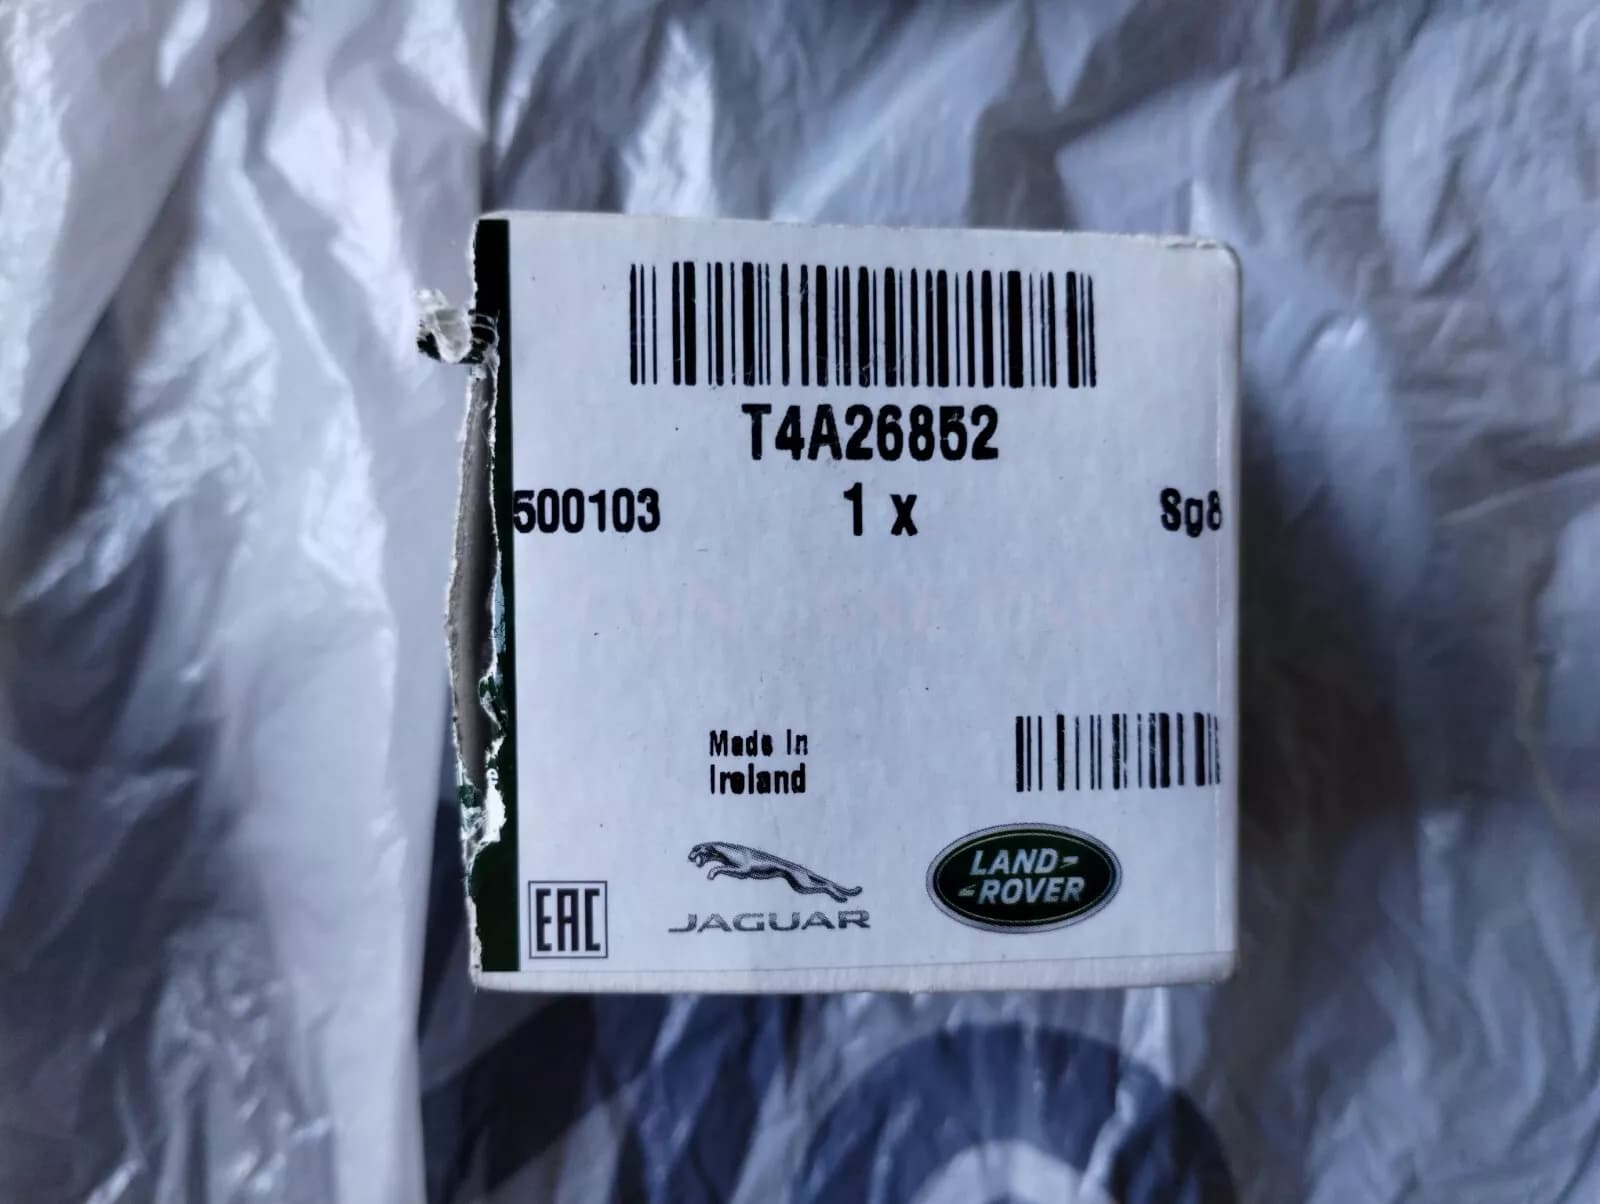 T4A26852
500103 1 x Sg8
Made In
Ireland
EAC
JAGUAR
LAND-
-ROVER